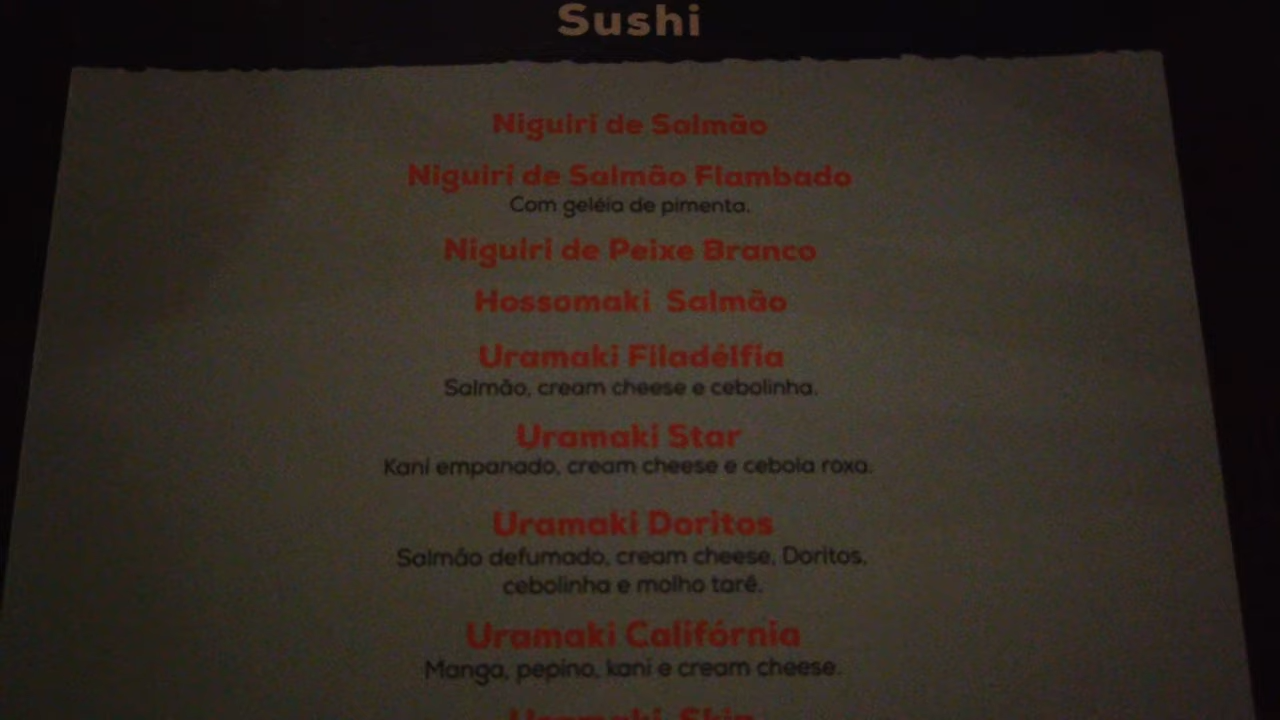 Sushi
Niguiri de Salmão
Niguiri de Salmão Flambado
Com geléia de pimenta.
Niguiri de Peixe Branco
Hossomaki Salmão
Uramaki Filadélfia
Salmão, cream cheese e cebolinha.
Uramaki Star
Kani empanado, cream cheese e cebola roxa.
Uramaki Doritos
Salmão defumado, cream cheese, Doritos,
cebolinha e molho tarê.
Uramaki Califórnia
Manga, pepino, kani e cream cheese.
Uramaki Skin